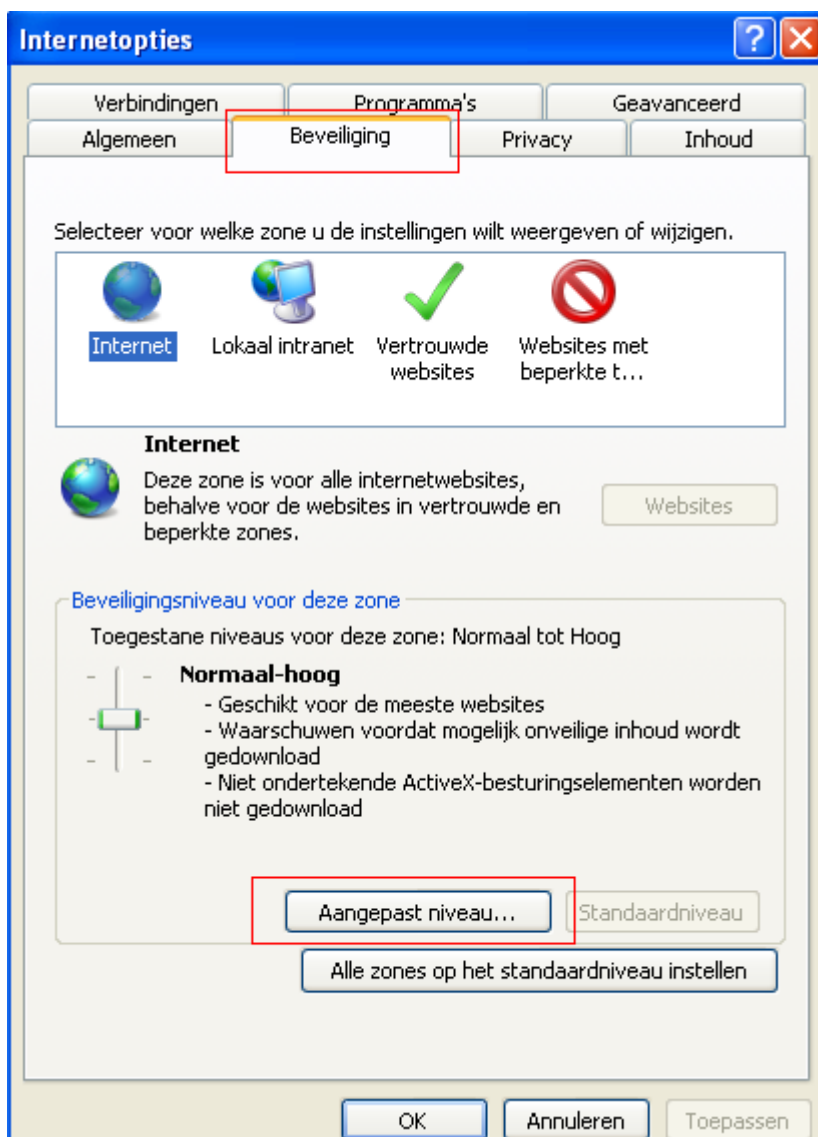 Internetopties
Verbindingen
Programma's
Geavanceerd
Algemeen
Beveiliging
Privacy
Inhoud
Selecteer voor welke zone u de instellingen wilt weergeven of wijzigen.
Internet
Lokaal intranet
Vertrouwde
websites
Websites met
beperkte t...
Internet
Deze zone is voor alle internetwebsites,
behalve voor de websites in vertrouwde en
beperkte zones.
Websites
Beveiligingsniveau voor deze zone
Toegestane niveaus voor deze zone: Normaal tot Hoog
Normaal-hoog
- Geschikt voor de meeste websites
- Waarschuwen voordat mogelijk onveilige inhoud wordt
gedownload
- Niet ondertekende ActiveX-besturingselementen worden
niet gedownload
Aangepast niveau...
Standaardniveau
Alle zones op het standaardniveau instellen
OK
Annuleren
Toepassen